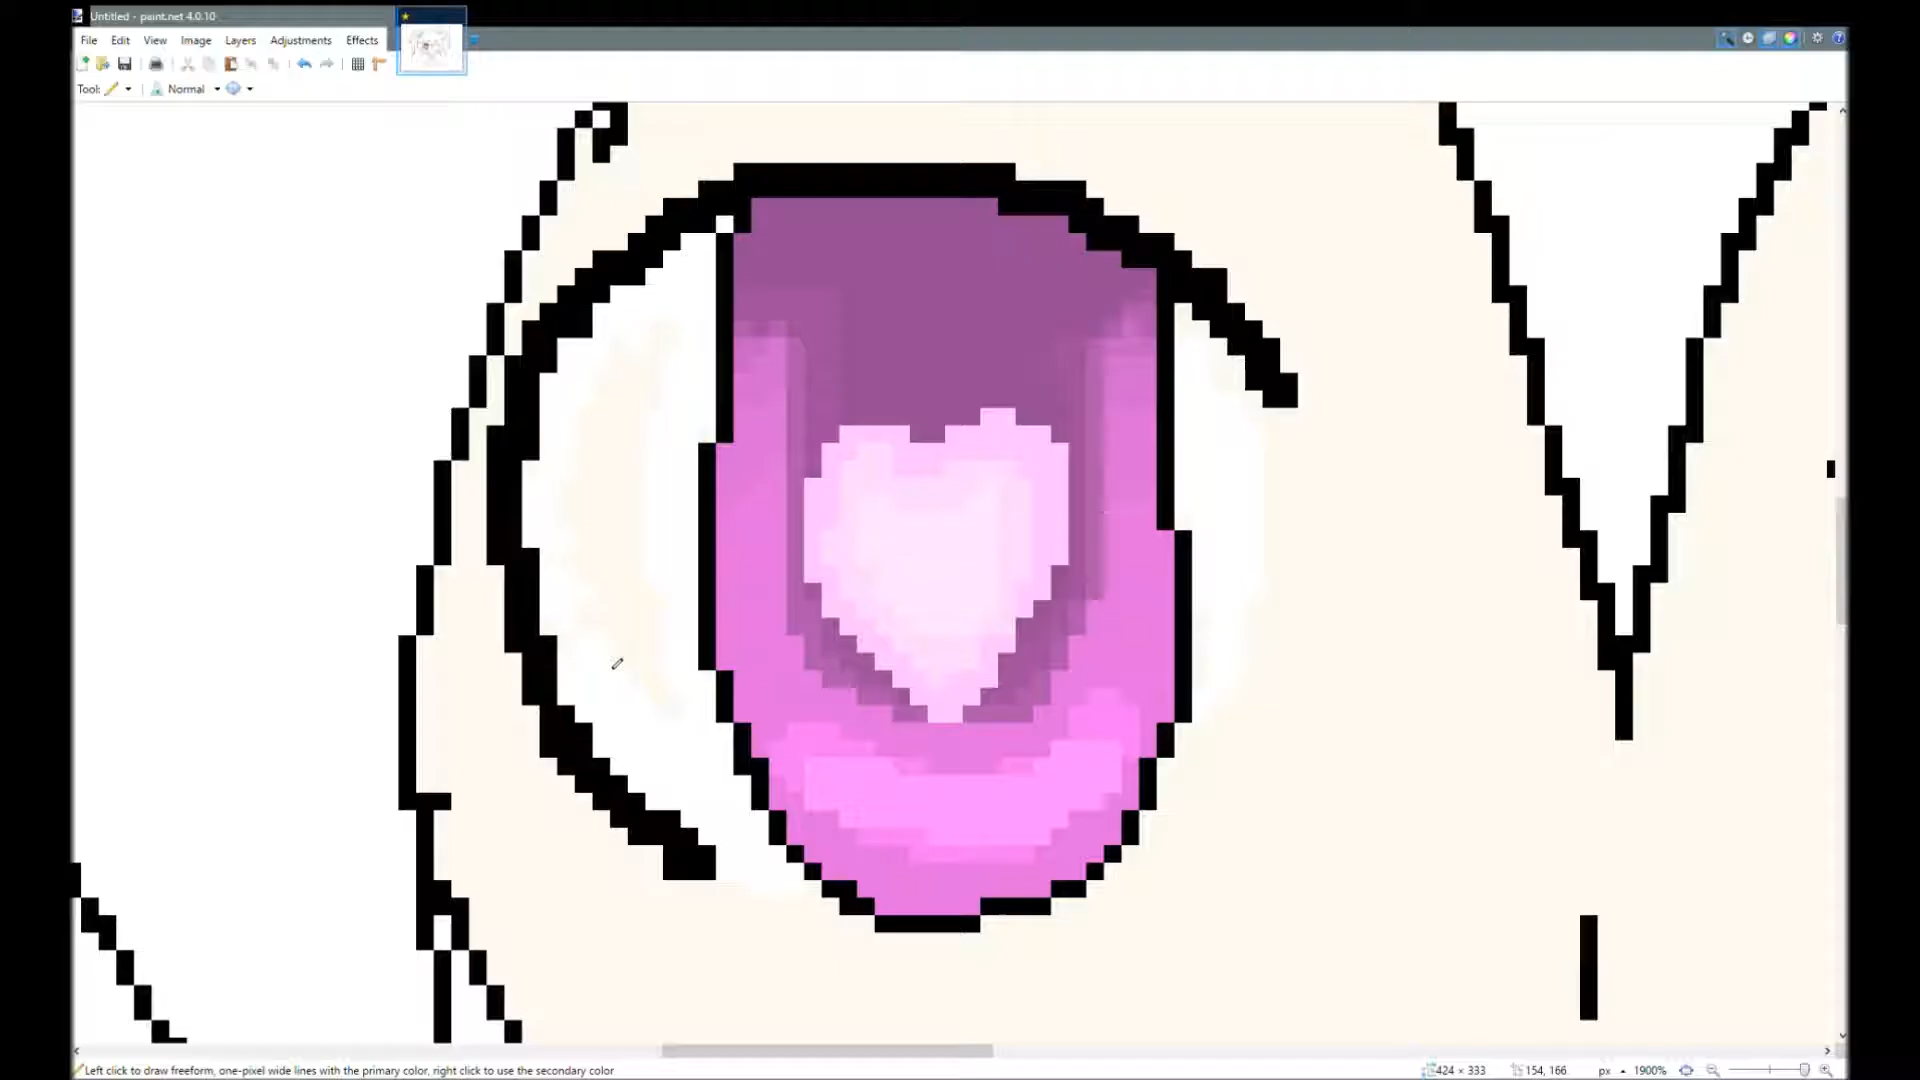 Untitled - paint.net 4.0.10
File Edit View Image Layers Adjustments Effects
Tool: Normal
Left click to draw freeform, one-pixel wide lines with the primary color, right click to use the secondary color
424 × 333 154, 166 px 1900%